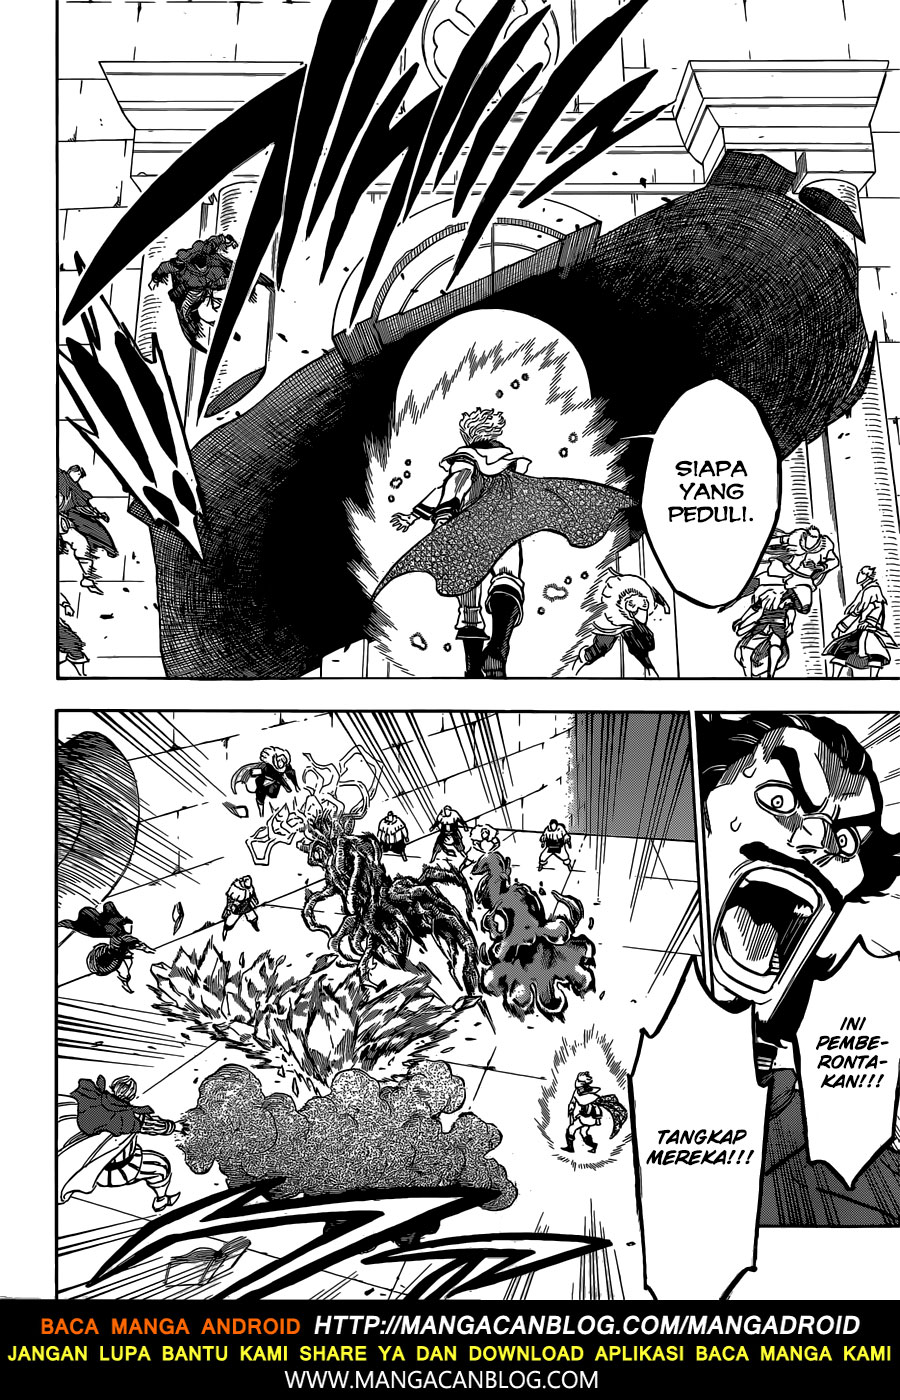 SIAPA
YANG
PEDULI.
INI
PEMBE-
RONTA-
KAN!!!
TANGKAP
MEREKA!!!
BACA MANGA ANDROID HTTP://MANGACANBLOG.COM/MANGADROID
JANGAN LUPA BANTU KAMI SHARE YA DAN DOWNLOAD APLIKASI BACA MANGA KAMI
WWW.MANGACANBLOG.COM